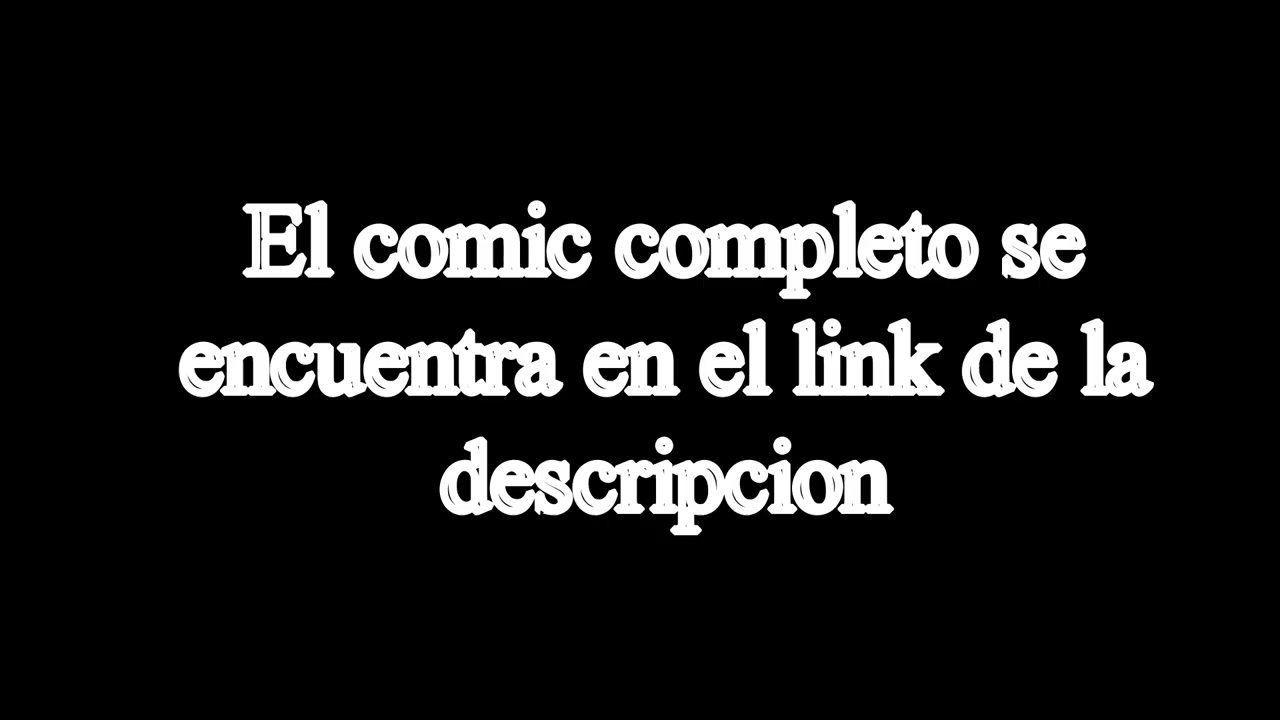 El comic completo se
encuentra en el link de la
descripcion